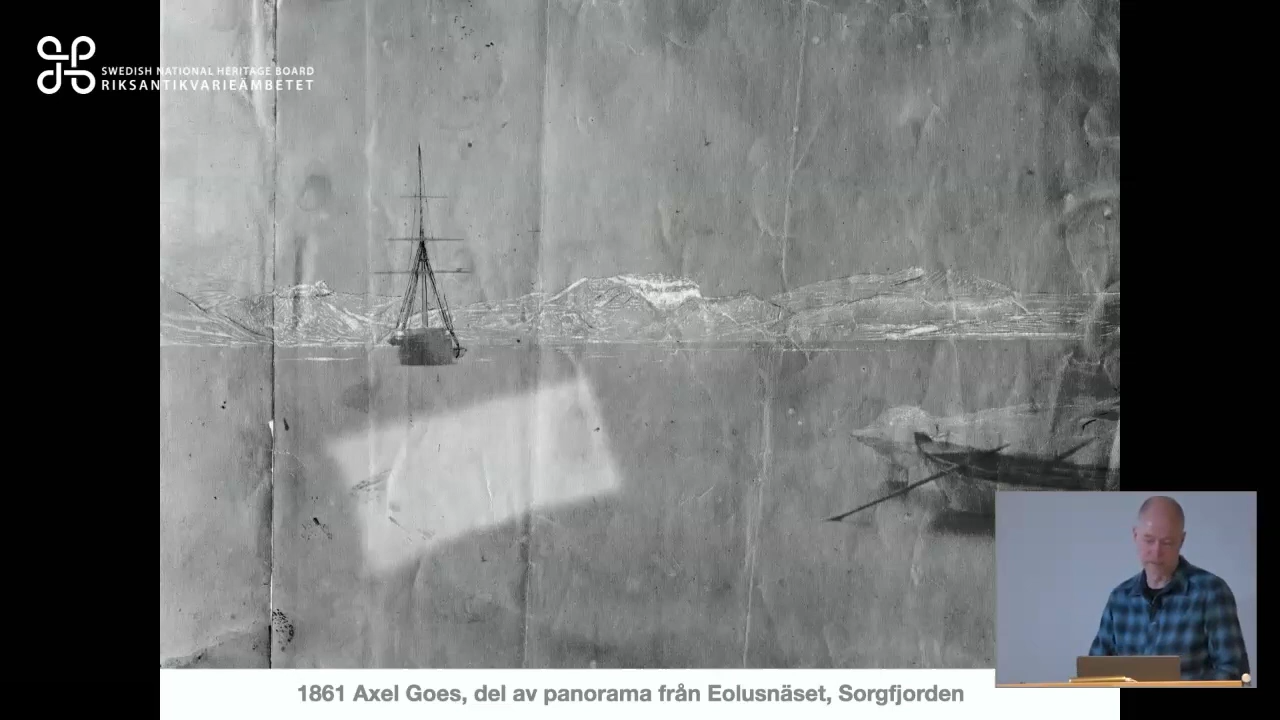 SWEDISH NATIONAL HERITAGE BOARD
RIKSANTIKVARIEÄMBETET
1861 Axel Goes, del av panorama från Eolusnäset, Sorgfjorden